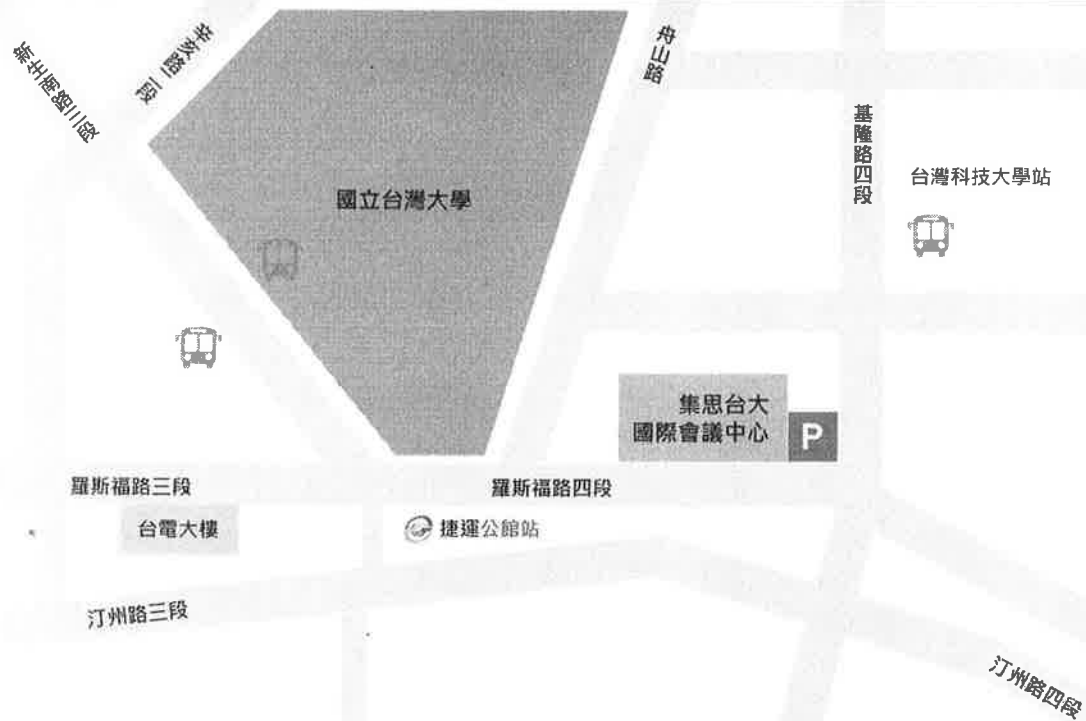 新生南路三段
辛亥路二段
舟山路
基隆路四段
台灣科技大學站
國立台灣大學
集思台大
國際會議中心
P
羅斯福路三段
羅斯福路四段
台電大樓
捷運公館站
汀州路三段
汀州路四段